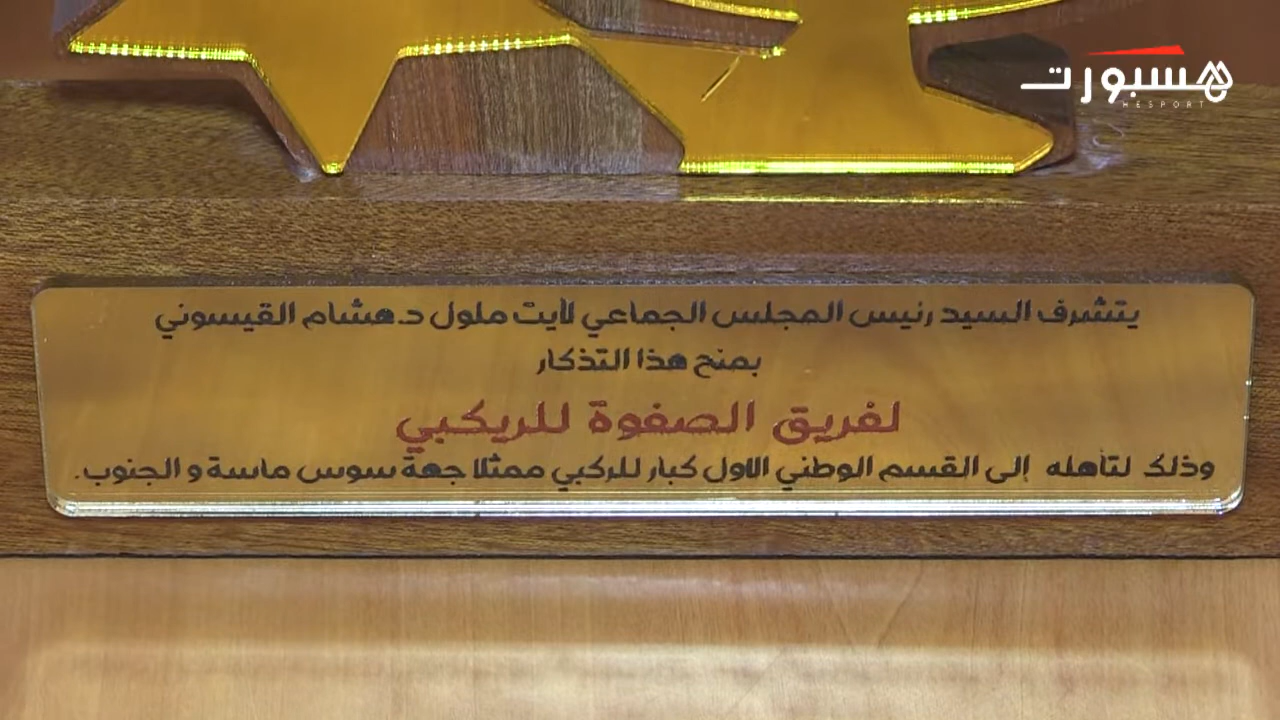 هسبورت
HESPORT
يتشرف السيد رئيس المجلس الجماعي لأيت ملول د.هشام القيسوني
بمنح هذا التذكار
لفريق الصفوة للريكبي
وذلك لتأهله إلى القسم الوطني الاول كبار للركبي ممثلا جهة سوس ماسة و الجنوب.